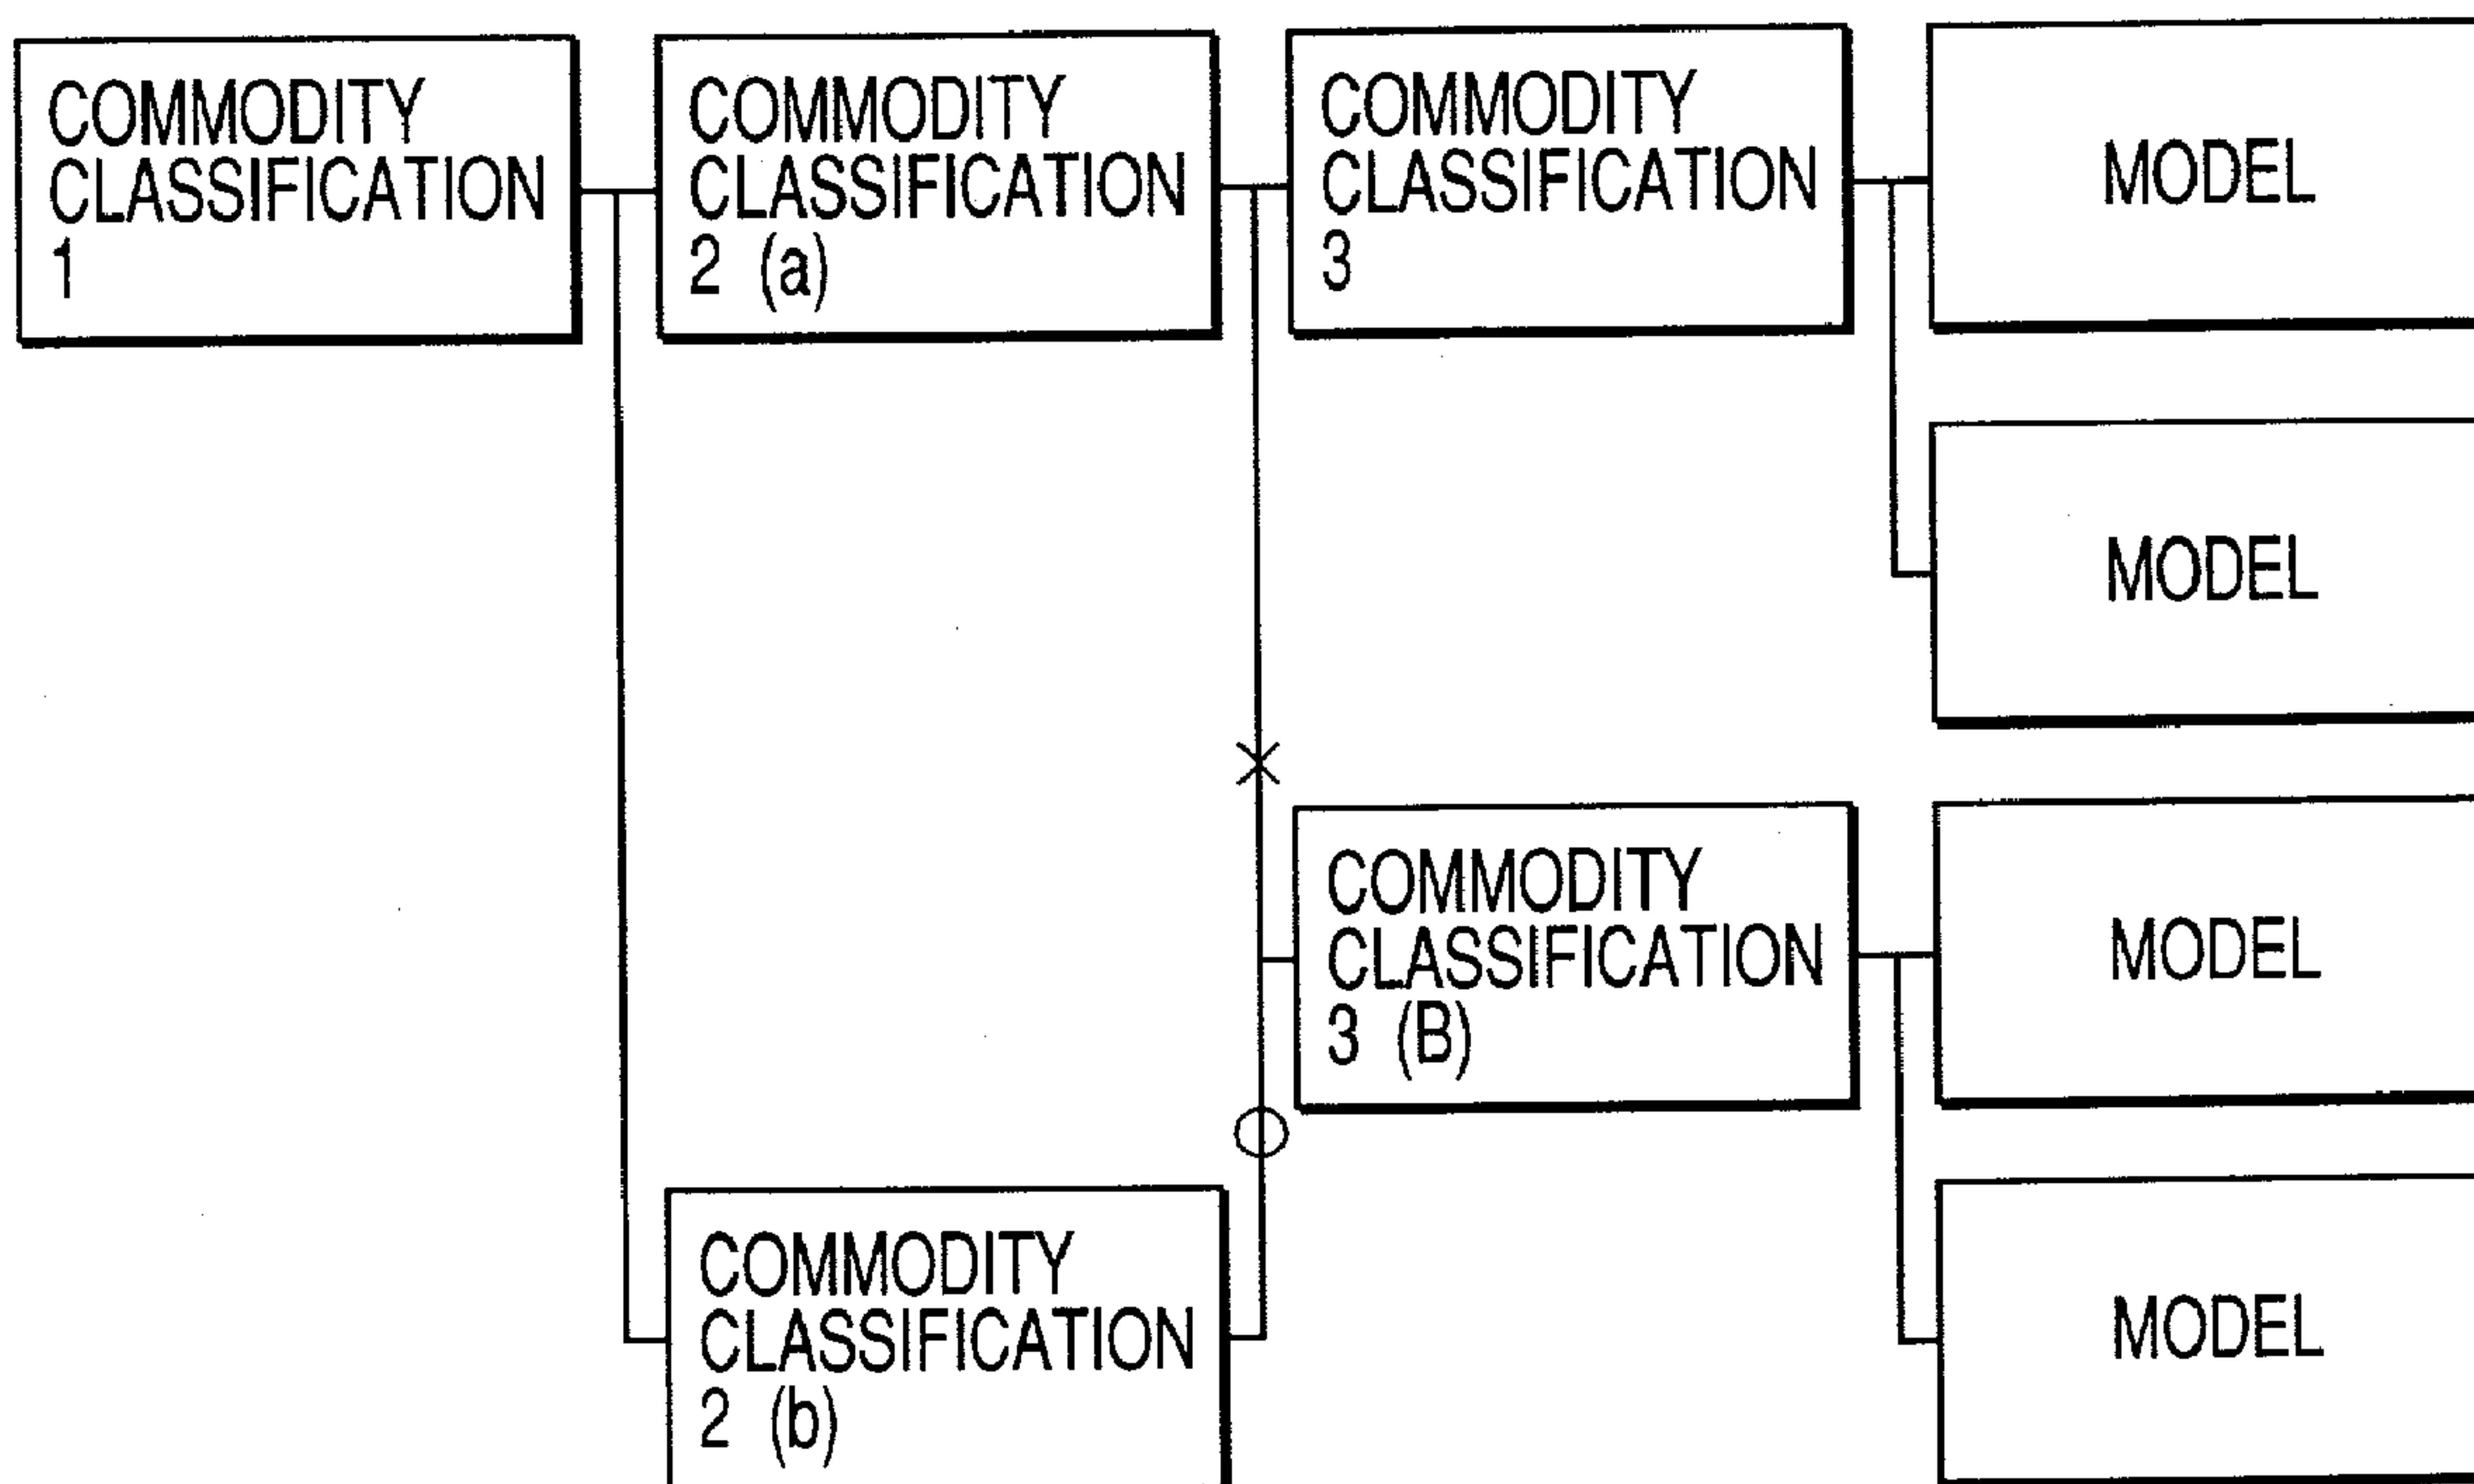 COMMODITY
CLASSIFICATION
1
COMMODITY
CLASSIFICATION
2 (a)
COMMODITY
CLASSIFICATION
3
MODEL
MODEL
COMMODITY
CLASSIFICATION
3 (B)
MODEL
COMMODITY
CLASSIFICATION
2 (b)
MODEL